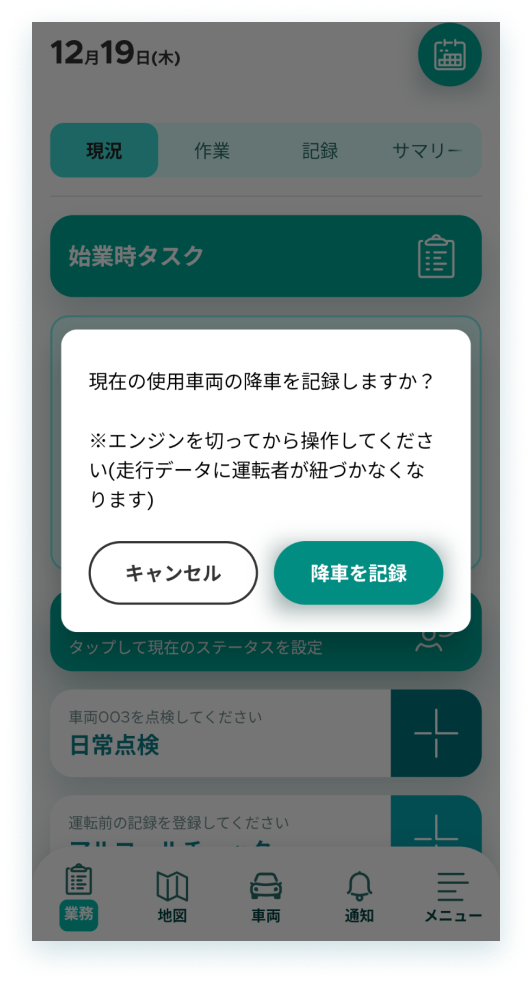 12月19日(木)
現況
作業
記録
サマリー
始業時タスク
現在の使用車両の降車を記録しますか？
※エンジンを切ってから操作してくださ
い(走行データに運転者が紐づかなくな
ります)
キャンセル
降車を記録
タップして現在のステータスを設定
車両003を点検してください
日常点検
運転前の記録を登録してください
業務
地図
車両
通知
メニュー